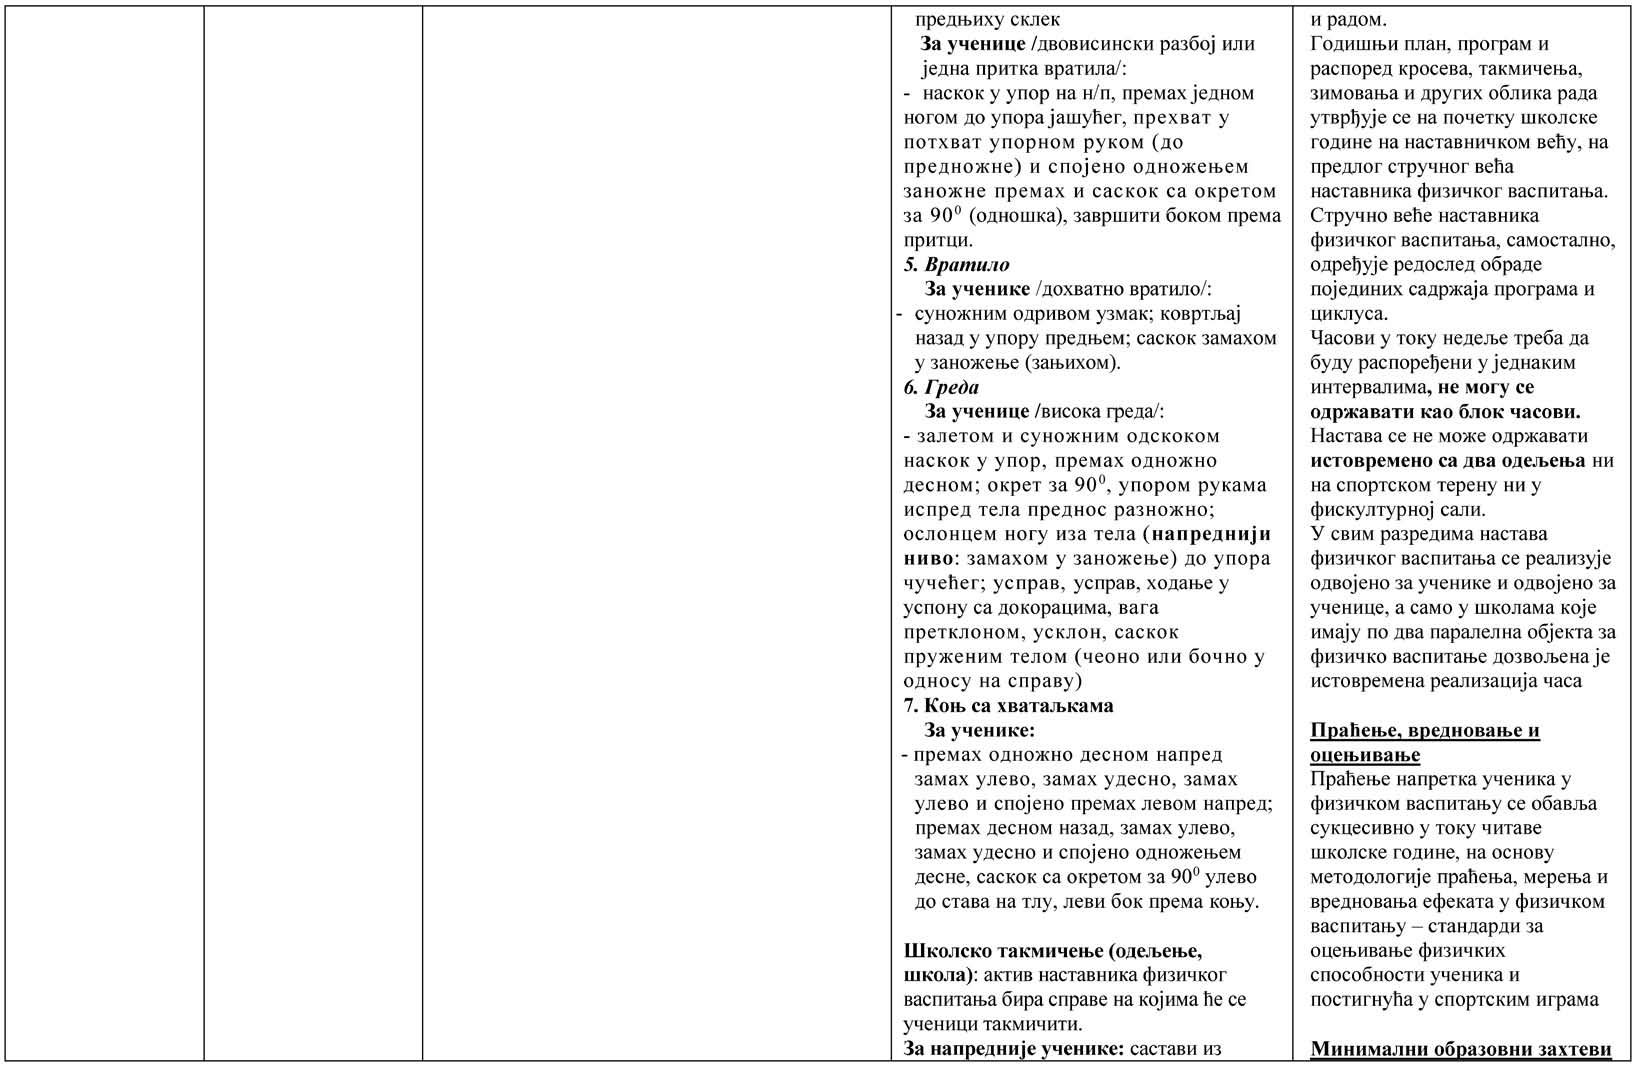 предњиху склек
За ученице /двовисински разбој или
једна притка вратила/:
- наскок у упор на н/п, премах једном
ногом до упора јашућег, прехват у
потхват упорном руком (до
предножне) и спојено одножењем
заножне премах и саскок са окретом
за 90⁰ (одношка), завршити боком према
притци.
5. Вратило
За ученике /дохватно вратило/:
- суножним одривом узмак; ковртљај
назад у упору предњем; саскок замахом
у заножење (зањихом).
6. Греда
За ученице /висока греда/:
- залетом и суножним одскоком
наскок у упор, премах одножно
десном; окрет за 90⁰, упором рукама
испред тела преднос разножно;
ослонцем ногу иза тела (напреднији
ниво: замахом у заножење) до упора
чучећег; усправ, усправ, ходање у
успону са докорацима, вага
претклоном, усклон, саскок
пруженим телом (чеоно или бочно у
односу на справу)
7. Коњ са хватаљкама
За ученике:
- премах одножно десном напред
замах улево, замах удесно, замах
улево и спојено премах левом напред;
премах десном назад, замах улево,
замах удесно и спојено одножењем
десне, саскок са окретом за 90⁰ улево
до става на тлу, леви бок према коњу.
Школско такмичење (одељење,
школа): актив наставника физичког
васпитања бира справе на којима ће се
ученици такмичити.
За напредније ученике: састави из
и радом.
Годишњи план, програм и
распоред кросева, такмичења,
зимовања и других облика рада
утврђује се на почетку школске
године на наставничком већу, на
предлог стручног већа
наставника физичког васпитања.
Стручно веће наставника
физичког васпитања, самостално,
одређује редослед обраде
појединих садржаја програма и
циклуса.
Часови у току недеље треба да
буду распоређени у једнаким
интервалима, не могу се
одржавати као блок часови.
Настава се не може одржавати
истовремено са два одељења ни
на спортском терену ни у
фискултурној сали.
У свим разредима настава
физичког васпитања се реализује
одвојено за ученике и одвојено за
ученице, а само у школама које
имају по два паралелна објекта за
физичко васпитање дозвољена је
истовремена реализација часа
Праћење, вредновање и
оцењивање
Праћење напретка ученика у
физичком васпитању се обавља
сукцесивно у току читаве
школске године, на основу
методологије праћења, мерења и
вредновања ефеката у физичком
васпитању – стандарди за
оцењивање физичких
способности ученика и
постигнућа у спортским играма
Минимални образовни захтеви